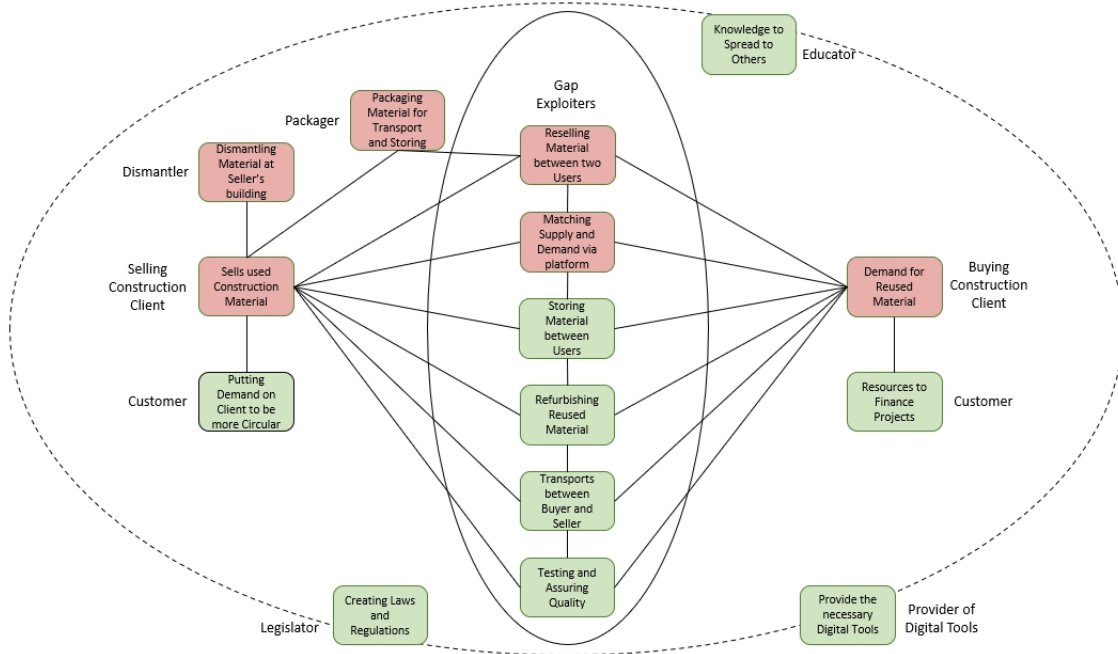 Knowledge to
Spread to
Others
Educator
Gap
Exploiters
Packager
Packaging
Material for
Transport
and Storing
Reselling
Material
between two
Users
Dismantler
Dismantling
Material at
Seller's
building
Matching
Supply and
Demand via
platform
Selling
Construction
Client
Sells used
Construction
Material
Demand for
Reused
Material
Buying
Construction
Client
Storing
Material
between
Users
Customer
Putting
Demand on
Client to be
more Circular
Refurbishing
Reused
Material
Resources to
Finance
Projects
Customer
Transports
between
Buyer and
Seller
Testing and
Assuring
Quality
Legislator
Creating Laws
and
Regulations
Provide the
necessary
Digital Tools
Provider of
Digital Tools